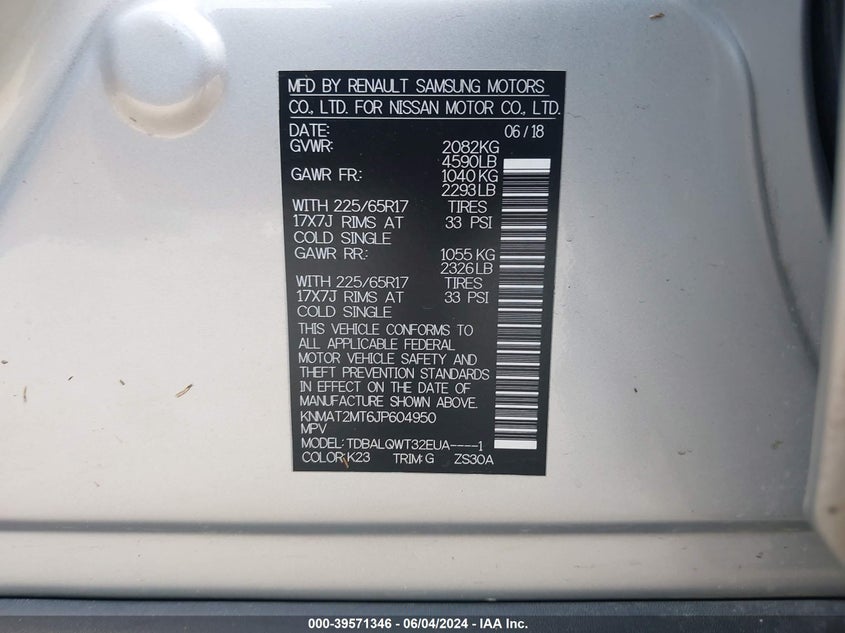 MFD BY RENAULT SAMSUNG MOTORS
CO., LTD. FOR NISSAN MOTOR CO., LTD.
DATE: 06/18
GVWR: 2082KG
4590LB
GAWR FR: 1040KG
2293LB
WITH 225/65R17 TIRES
17X7J RIMS AT 33 PSI
COLD SINGLE
GAWR RR: 1055KG
2326LB
WITH 225/65R17 TIRES
17X7J RIMS AT 33 PSI
COLD SINGLE
THIS VEHICLE CONFORMS TO
ALL APPLICABLE FEDERAL
MOTOR VEHICLE SAFETY AND
THEFT PREVENTION STANDARDS
IN EFFECT ON THE DATE OF
MANUFACTURE SHOWN ABOVE.
KNMAT2MT6JP604950
MPV
MODEL: TDBALQWT32EUA----1
COLOR:K23 TRIM:G ZS30A
000-39571346 - 06/04/2024 - IAA Inc.